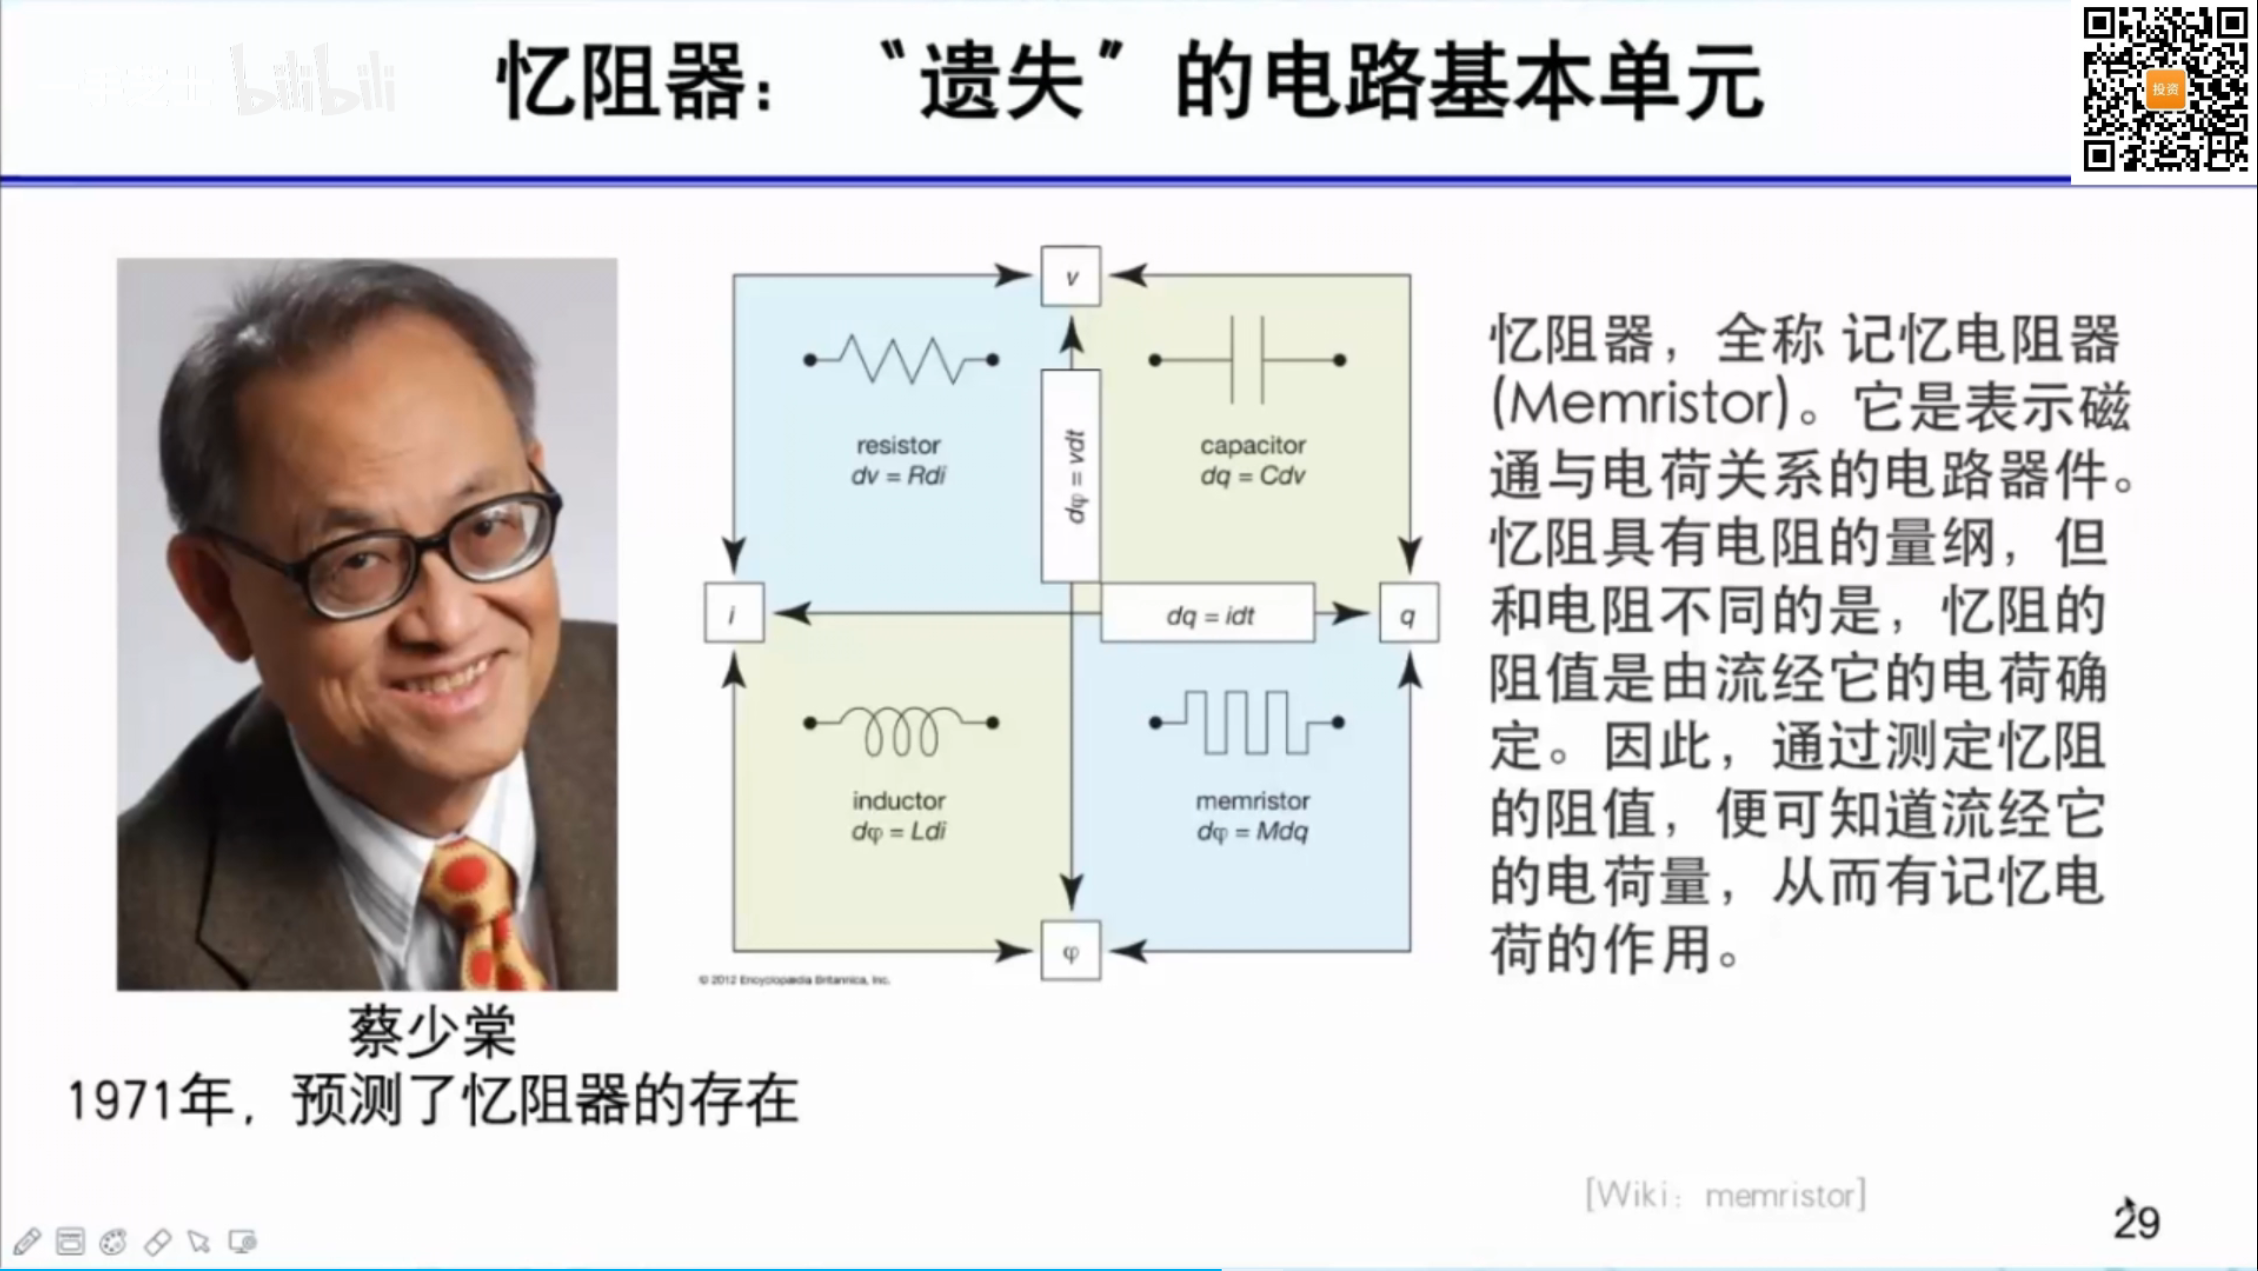 忆阻器：“遗失”的电路基本单元
bilibili
投资
v
resistor
dv = Rdi
capacitor
dq = Cdv
dφ = vdt
i
dq = idt
q
inductor
dφ = Ldi
memristor
dφ = Mdq
φ
© 2012 Encyclopædia Britannica, Inc.
忆阻器，全称 记忆电阻器
(Memristor)。它是表示磁
通与电荷关系的电路器件。
忆阻具有电阻的量纲，但
和电阻不同的是，忆阻的
阻值是由流经它的电荷确
定。因此，通过测定忆阻
的阻值，便可知道流经它
的电荷量，从而有记忆电
荷的作用。
蔡少棠
1971年，预测了忆阻器的存在
[Wiki：memristor]
29